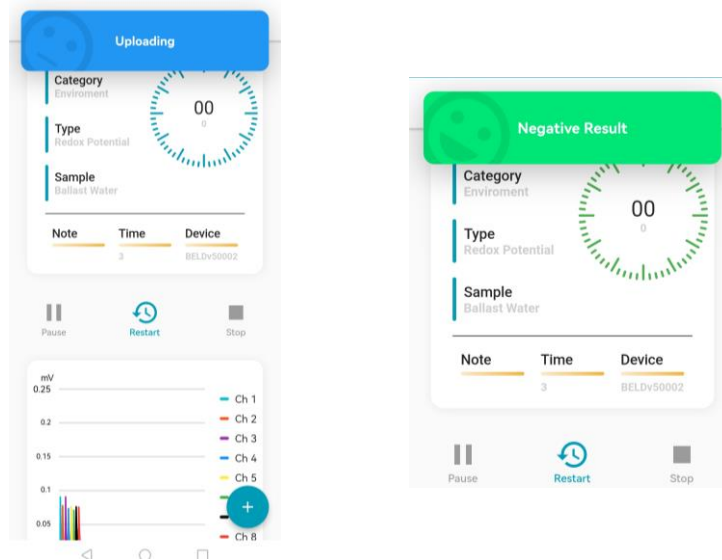 Uploading
Category
Enviroment
00
0
Type
Redox Potential
Sample
Ballast Water
Note Time Device
3 BELDv50002
Pause Restart Stop
mV
0.25
0.2
0.15
0.1
0.05
Ch 1
Ch 2
Ch 3
Ch 4
Ch 5
+
Ch 8
Negative Result
Category
Enviroment
00
0
Type
Redox Potential
Sample
Ballast Water
Note Time Device
3 BELDv50002
Pause Restart Stop